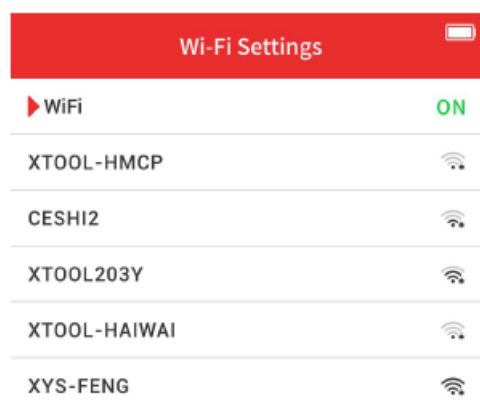 Wi-Fi Settings
WiFi ON
XTOOL-HMCP
CESHI2
XTOOL203Y
XTOOL-HAIWAI
XYS-FENG